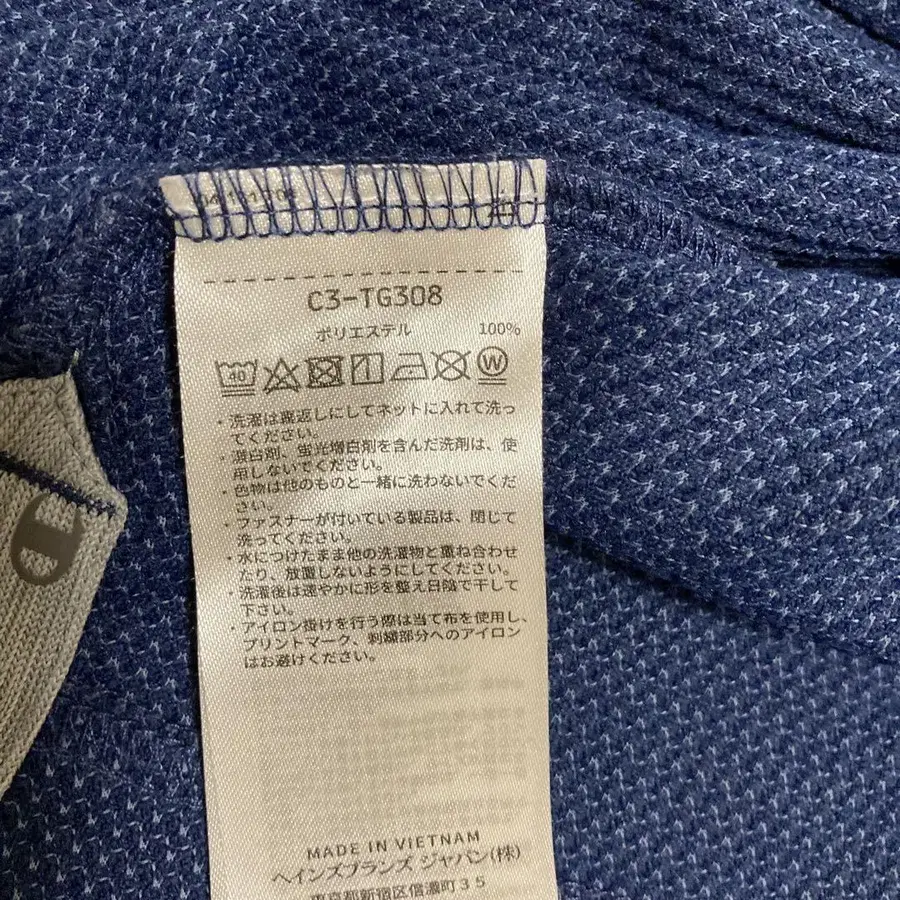 C3-TG308
ポリエステル 100%
40
W
・洗濯は裏返しにしてネットに入れて洗っ
てください。
・漂白剤、蛍光増白剤を含んだ洗剤は、使
用しないでください。
・色物は他のものと一緒に洗わないでくだ
さい。
・ファスナーが付いている製品は、閉じて
洗ってください。
・水につけたまま他の洗濯物と重ね合わせ
たり、放置しないようにしてください。
・洗濯後は速やかに形を整え日陰で干して
下さい。
・アイロン掛けを行う際は当て布を使用し、
プリントマーク、刺繍部分へのアイロン
はお避けください。
MADE IN VIETNAM
ヘインズブランズ ジャパン(株)
東京都新宿区信濃町35